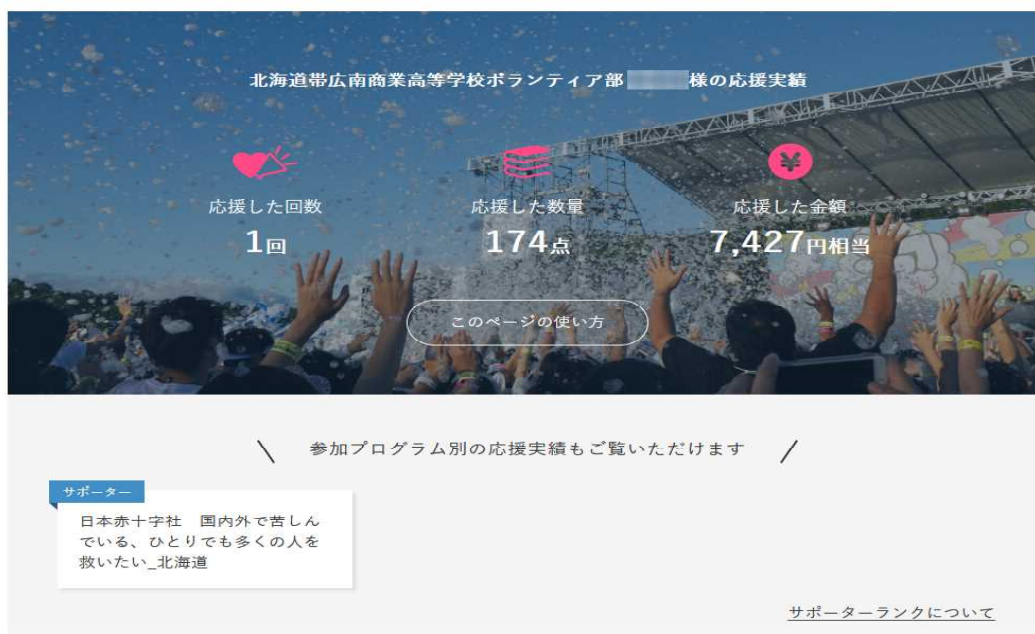 北海道帯広南商業高等学校ボランティア部 様の応援実績
応援した回数
1回
応援した数量
174点
応援した金額
7,427円相当
このページの使い方
参加プログラム別の応援実績もご覧いただけます
サポーター
日本赤十字社　国内外で苦しん
でいる、ひとりでも多くの人を
救いたい_北海道
サポーターランクについて